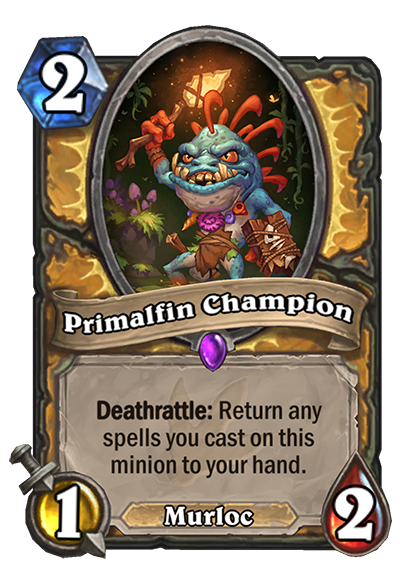 2
Primalfin Champion
Deathrattle: Return any
spells you cast on this
minion to your hand.
1
Murloc
2